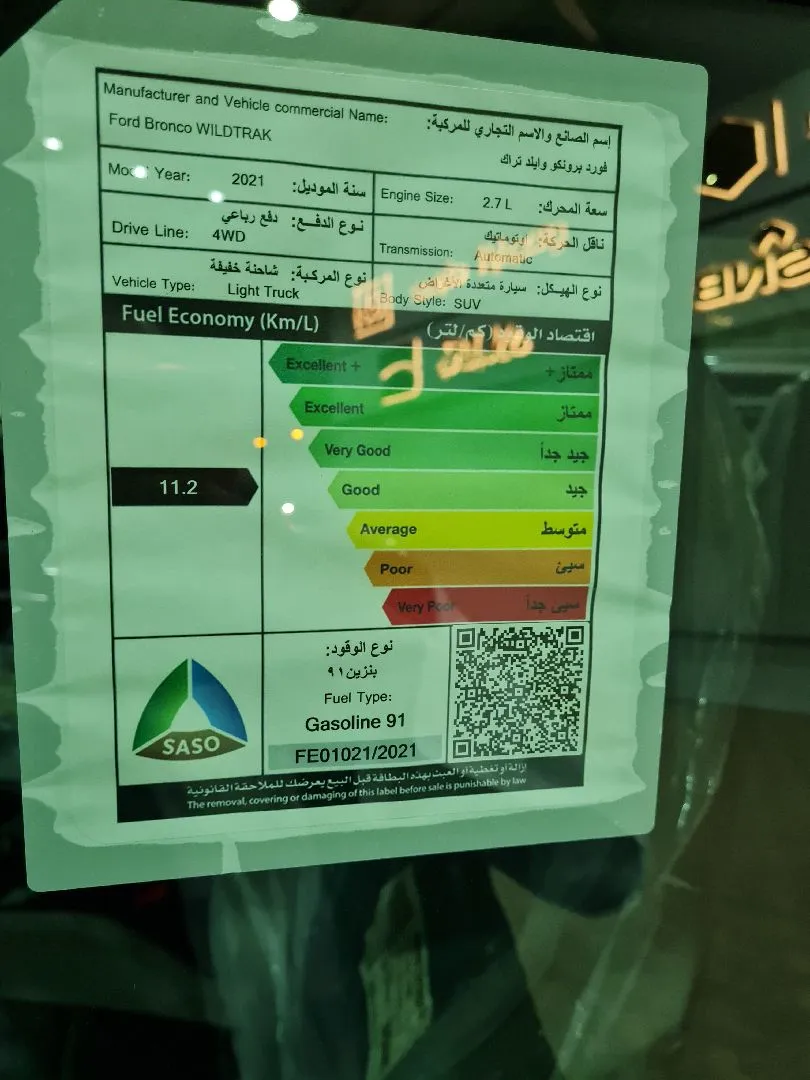 Manufacturer and Vehicle commercial Name:
إسم الصانع والاسم التجاري للمركبة:
Ford Bronco WILDTRAK
فورد برونكو وايلد تراك
Model Year: 2021 سنة الموديل:
Engine Size: 2.7 L سعة المحرك:
نوع الدفع: دفع رباعي
Drive Line: 4WD
ناقل الحركة: اوتوماتيك
Transmission: Automatic
نوع المركبة: شاحنة خفيفة
Vehicle Type: Light Truck
نوع الهيكل: سيارة متعددة الأغراض
Body Style: SUV
Fuel Economy (Km/L) اقتصاد الوقود (كم/لتر)
Excellent + ممتاز +
Excellent ممتاز
Very Good جيد جداً
11.2
Good جيد
Average متوسط
Poor سيئ
Very Poor سيئ جداً
SASO
نوع الوقود:
بنزين ٩١
Fuel Type:
Gasoline 91
FE01021/2021
إزالة أو تغطية أو العبث بهذه البطاقة قبل البيع يعرضك للملاحقة القانونية
The removal, covering or damaging of this label before sale is punishable by law